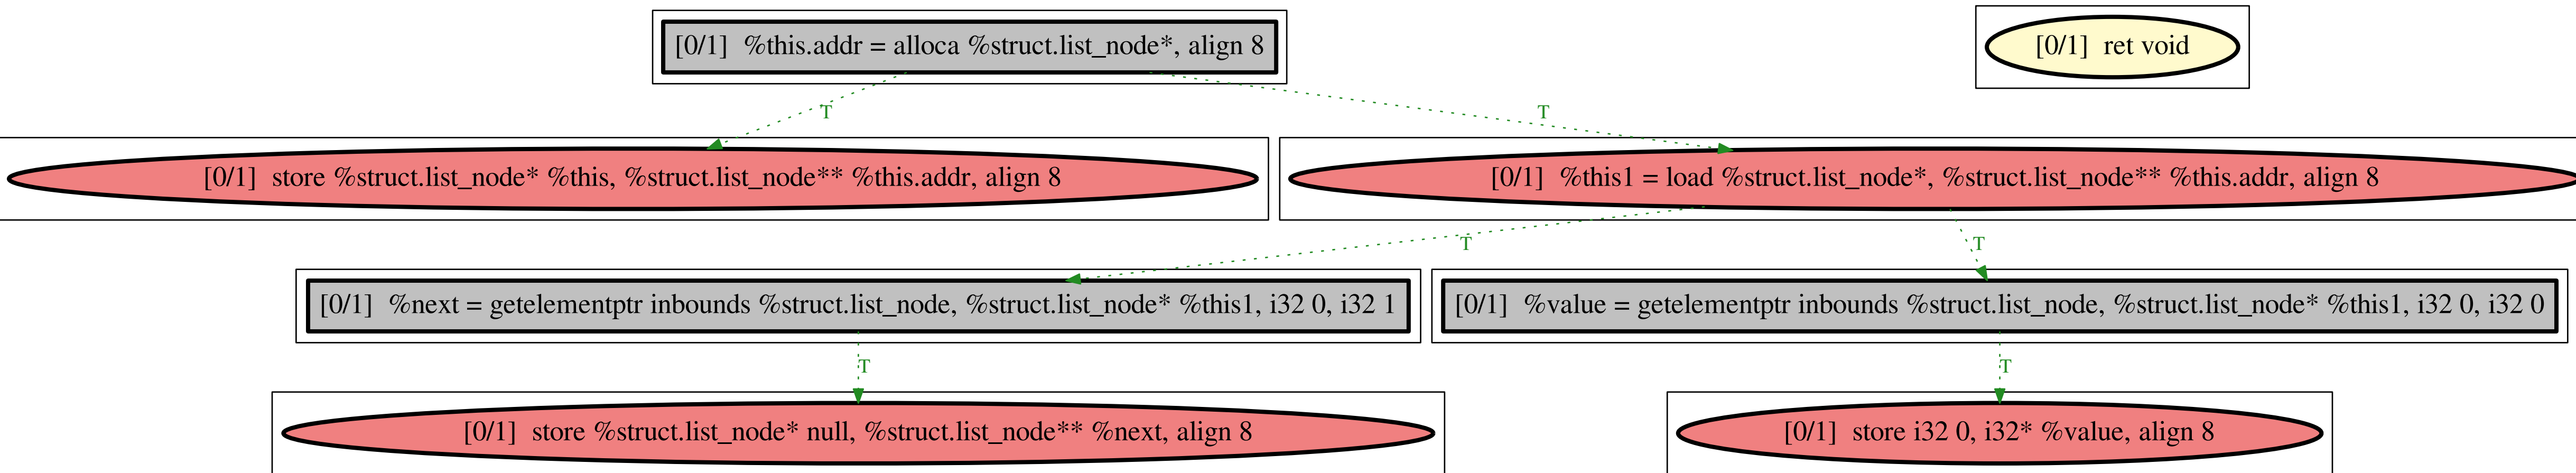 [0/1]  %this.addr = alloca %struct.list_node*, align 8
[0/1]  ret void
T
T
[0/1]  store %struct.list_node* %this, %struct.list_node** %this.addr, align 8
[0/1]  %this1 = load %struct.list_node*, %struct.list_node** %this.addr, align 8
T
T
[0/1]  %next = getelementptr inbounds %struct.list_node, %struct.list_node* %this1, i32 0, i32 1
[0/1]  %value = getelementptr inbounds %struct.list_node, %struct.list_node* %this1, i32 0, i32 0
T
T
[0/1]  store %struct.list_node* null, %struct.list_node** %next, align 8
[0/1]  store i32 0, i32* %value, align 8